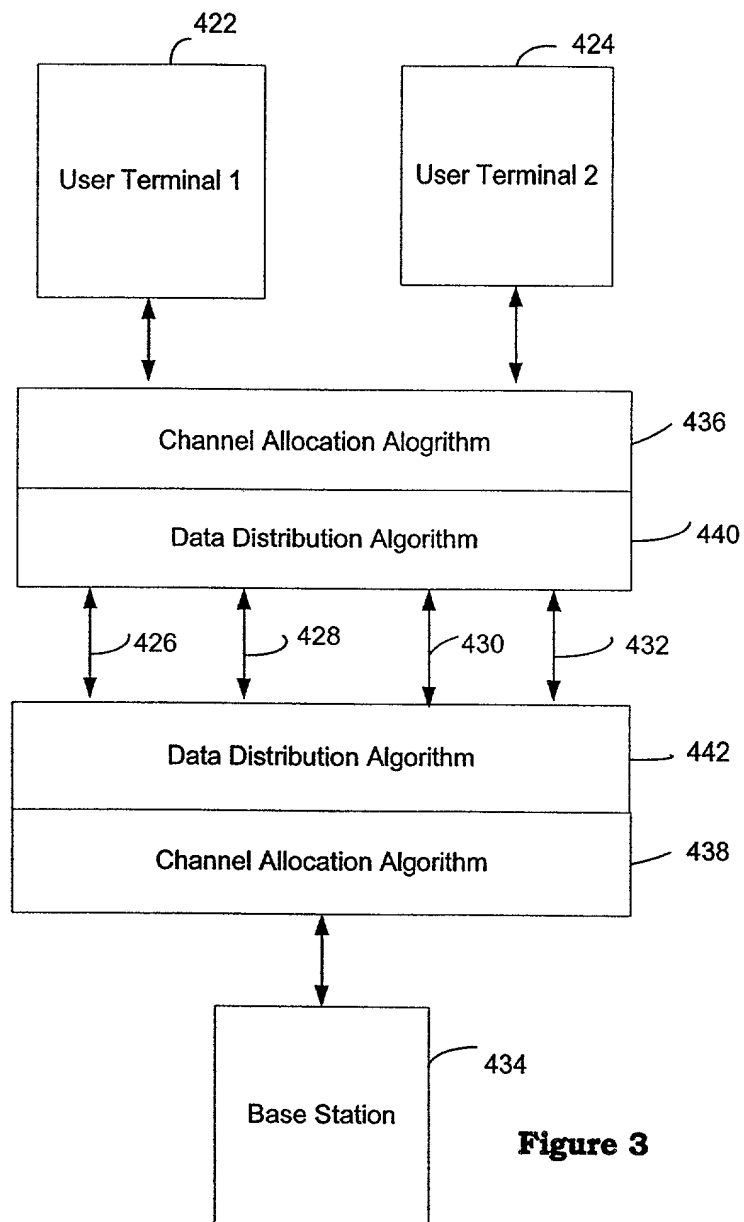 422
424
User Terminal 1
User Terminal 2
Channel Allocation Alogrithm
436
Data Distribution Algorithm
440
426
428
430
432
Data Distribution Algorithm
442
Channel Allocation Algorithm
438
434
Base Station
Figure 3